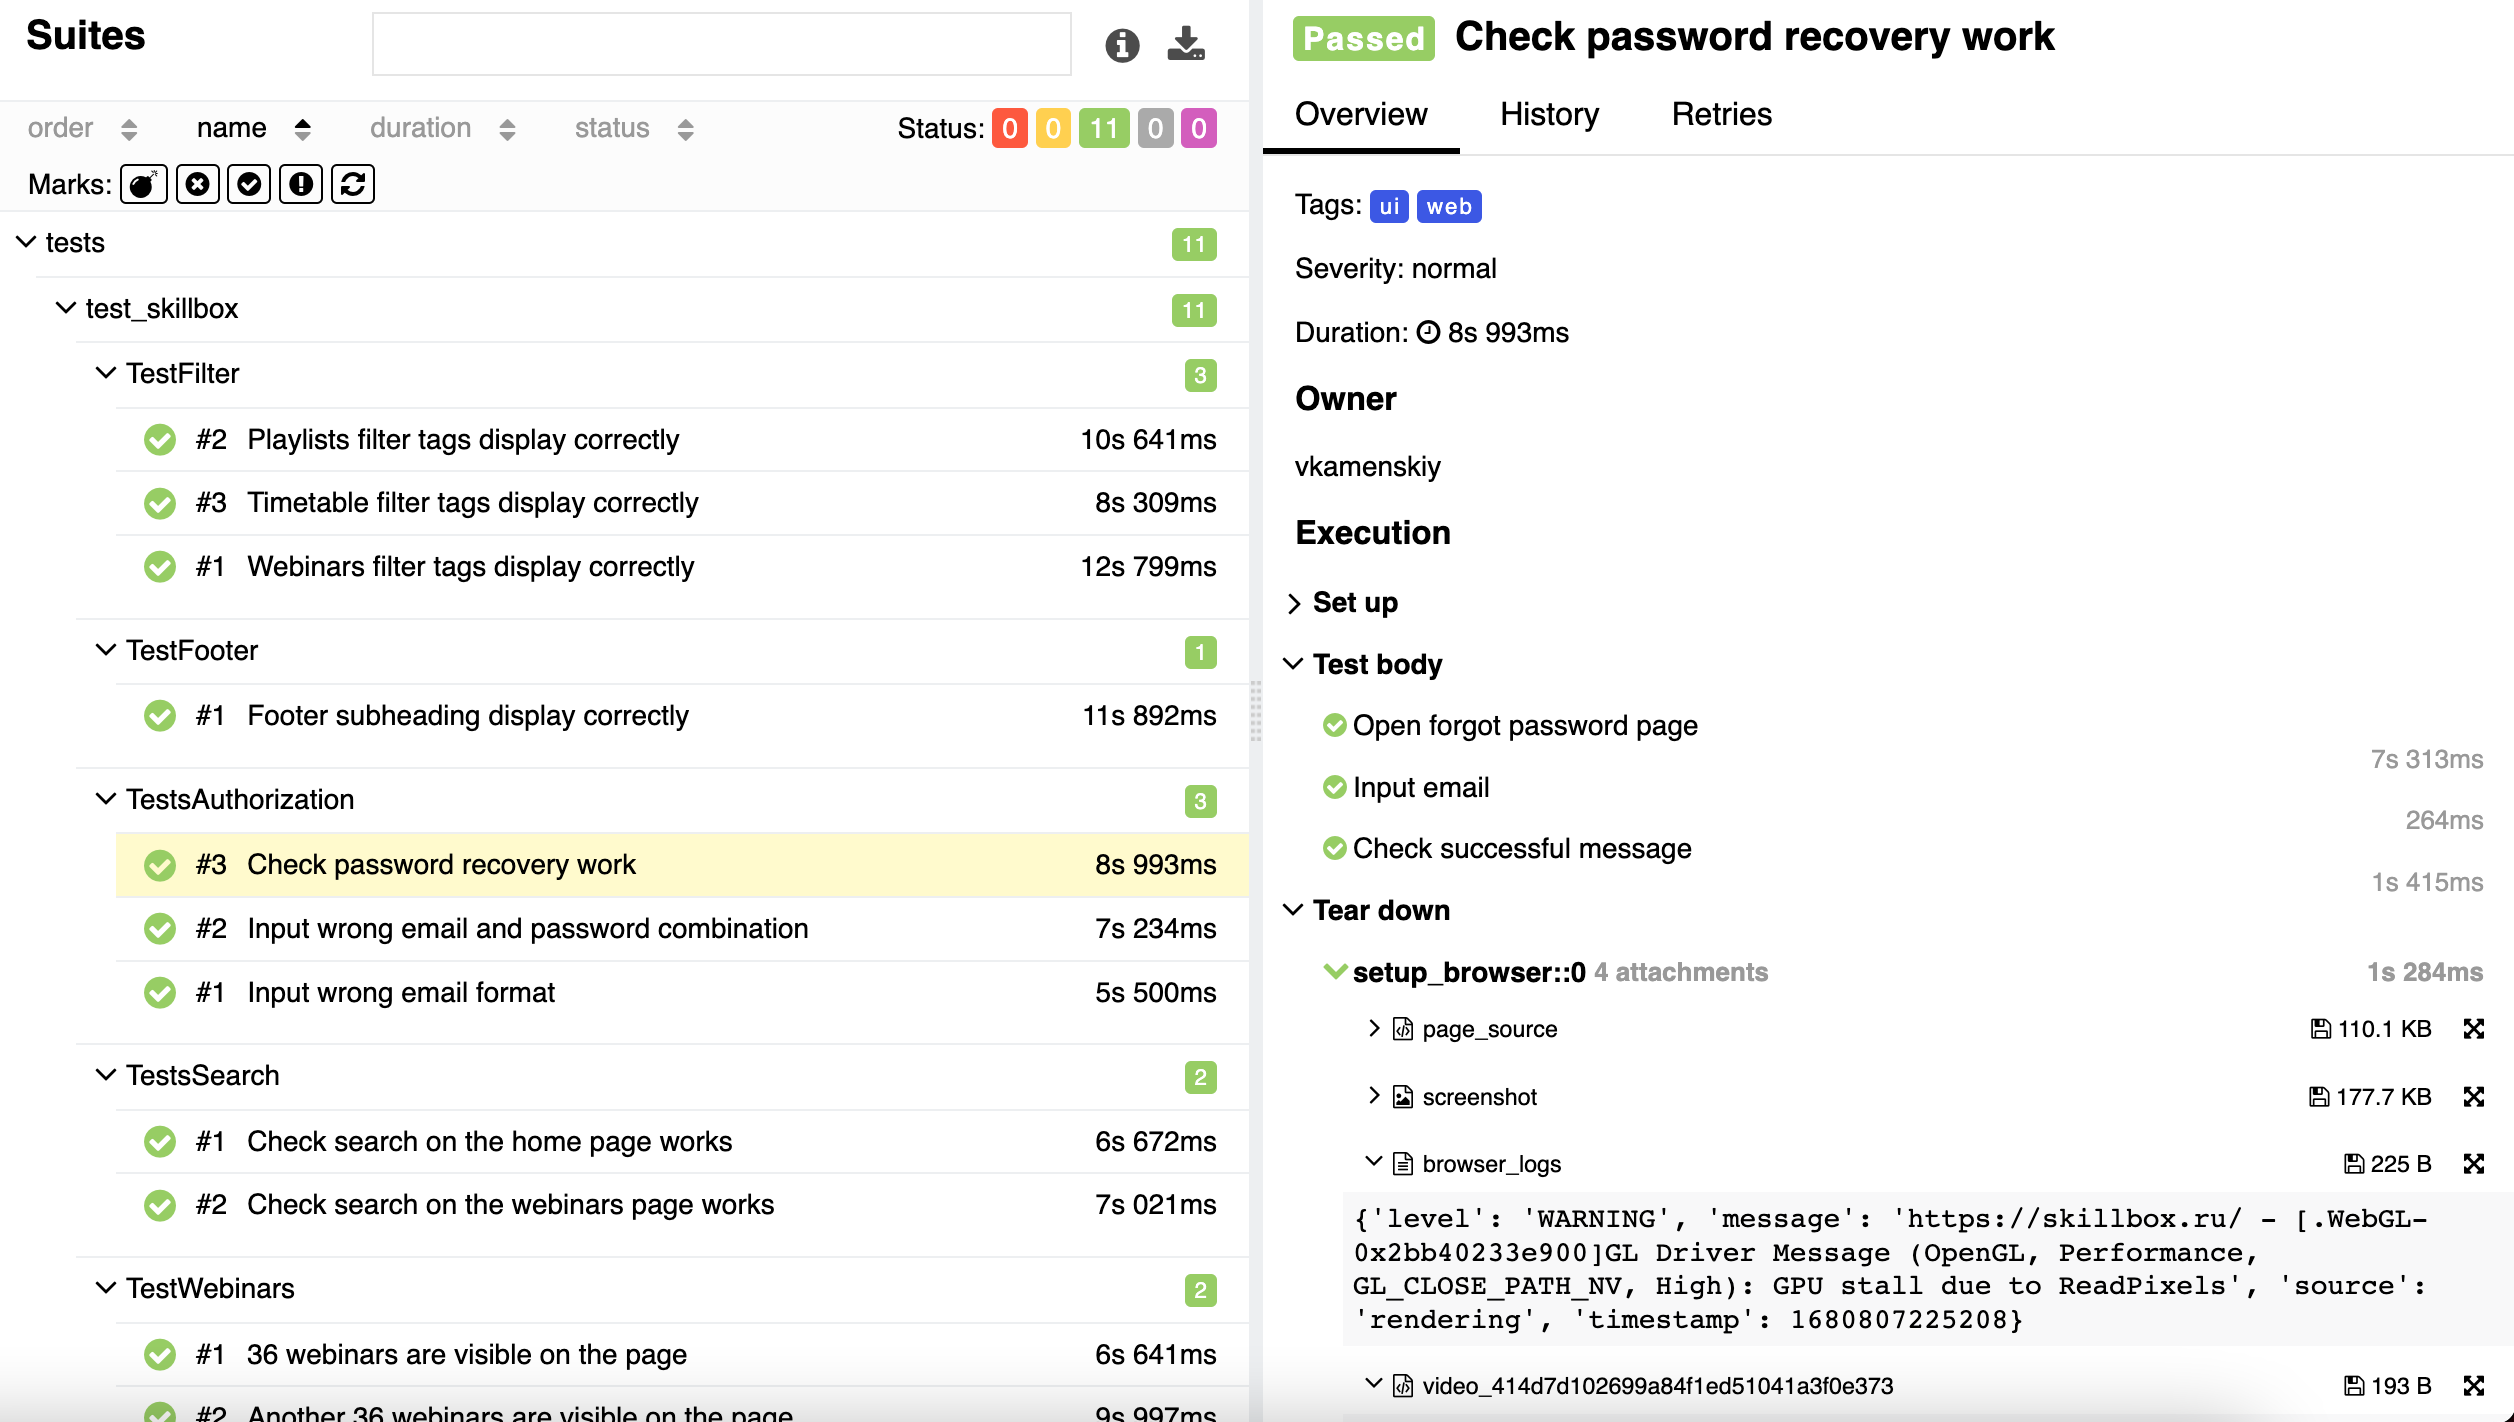 Suites
order name duration status Status: 0 0 11 0 0
Marks:
tests 11
test_skillbox 11
TestFilter 3
#2 Playlists filter tags display correctly 10s 641ms
#3 Timetable filter tags display correctly 8s 309ms
#1 Webinars filter tags display correctly 12s 799ms
TestFooter 1
#1 Footer subheading display correctly 11s 892ms
TestsAuthorization 3
#3 Check password recovery work 8s 993ms
#2 Input wrong email and password combination 7s 234ms
#1 Input wrong email format 5s 500ms
TestsSearch 2
#1 Check search on the home page works 6s 672ms
#2 Check search on the webinars page works 7s 021ms
TestWebinars 2
#1 36 webinars are visible on the page 6s 641ms
#2 Another 36 webinars are visible on the page 9s 997ms
Passed Check password recovery work
Overview History Retries
Tags: ui web
Severity: normal
Duration: 8s 993ms
Owner
vkamenskiy
Execution
Set up
Test body
Open forgot password page
7s 313ms
Input email
264ms
Check successful message
1s 415ms
Tear down
setup_browser::0 4 attachments 1s 284ms
page_source 110.1 KB
screenshot 177.7 KB
browser_logs 225 B
{'level': 'WARNING', 'message': 'https://skillbox.ru/ - [.WebGL-
0x2bb40233e900]GL Driver Message (OpenGL, Performance,
GL_CLOSE_PATH_NV, High): GPU stall due to ReadPixels', 'source':
'rendering', 'timestamp': 1680807225208}
video_414d7d102699a84f1ed51041a3f0e373 193 B